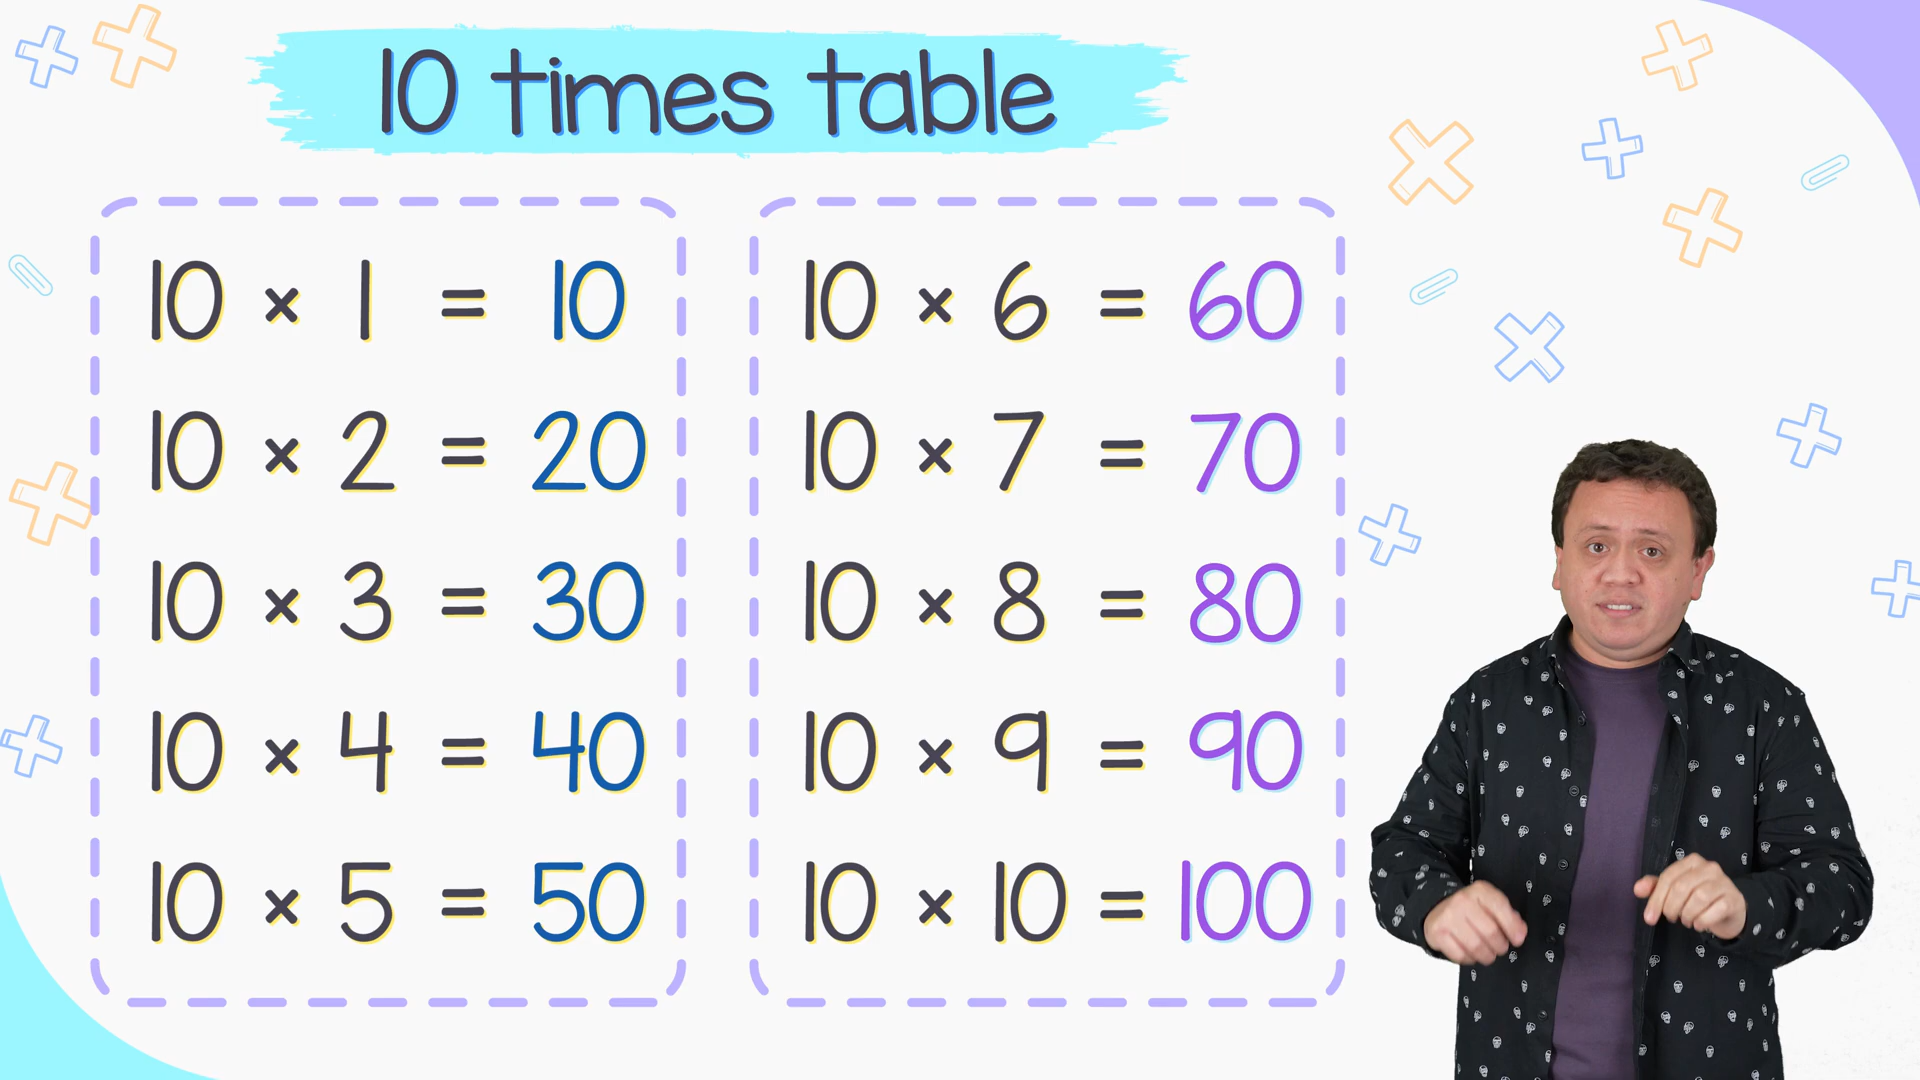 10 times table
10 × 1 = 10
10 × 2 = 20
10 × 3 = 30
10 × 4 = 40
10 × 5 = 50
10 × 6 = 60
10 × 7 = 70
10 × 8 = 80
10 × 9 = 90
10 × 10 = 100